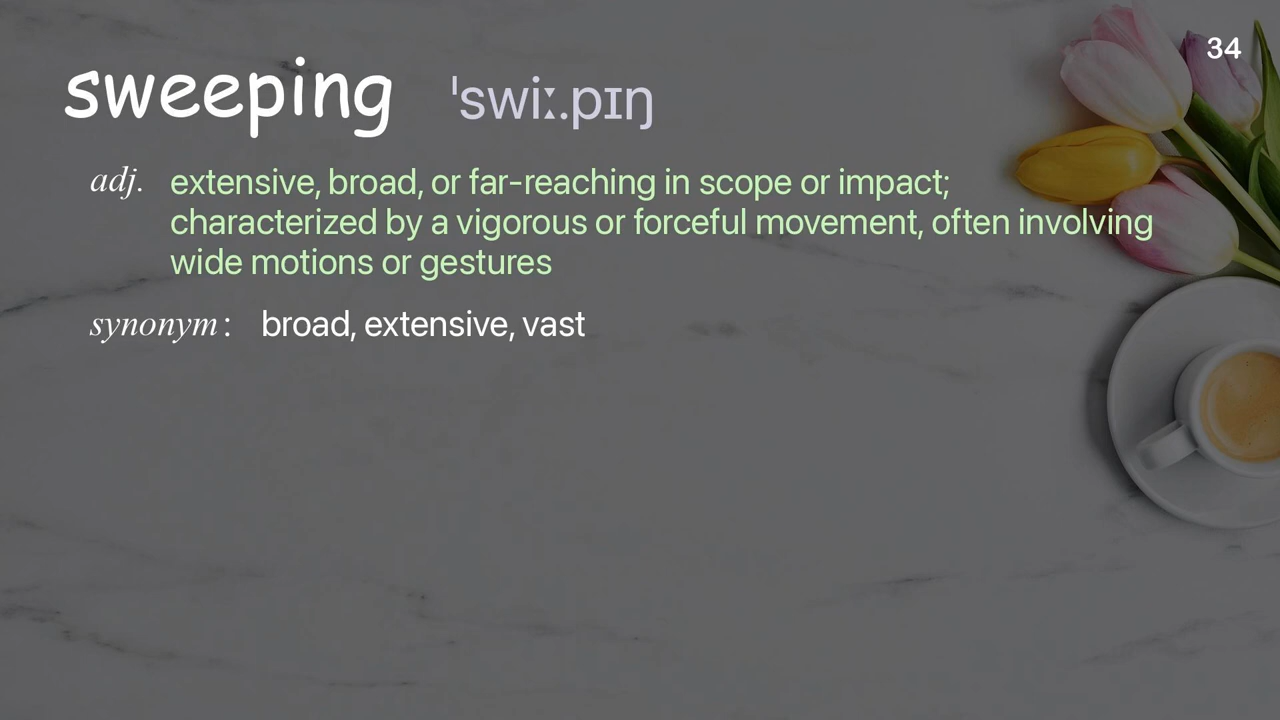 34
sweeping ˈswiː.pɪŋ
adj. extensive, broad, or far-reaching in scope or impact;
characterized by a vigorous or forceful movement, often involving
wide motions or gestures
synonym: broad, extensive, vast